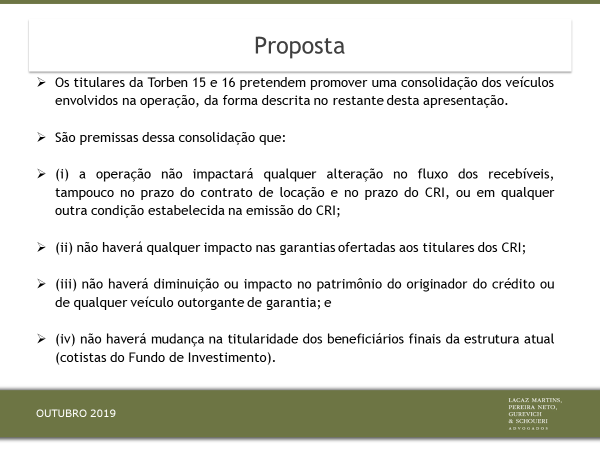 Proposta
Os titulares da Torben 15 e 16 pretendem promover uma consolidação dos veículos
envolvidos na operação, da forma descrita no restante desta apresentação.
São premissas dessa consolidação que:
(i) a operação não impactará qualquer alteração no fluxo dos recebíveis,
tampouco no prazo do contrato de locação e no prazo do CRI, ou em qualquer
outra condição estabelecida na emissão do CRI;
(ii) não haverá qualquer impacto nas garantias ofertadas aos titulares dos CRI;
(iii) não haverá diminuição ou impacto no patrimônio do originador do crédito ou
de qualquer veículo outorgante de garantia; e
(iv) não haverá mudança na titularidade dos beneficiários finais da estrutura atual
(cotistas do Fundo de Investimento).
OUTUBRO 2019
LACAZ MARTINS,
PEREIRA NETO,
GUREVICH
& SCHOUERI
ADVOGADOS